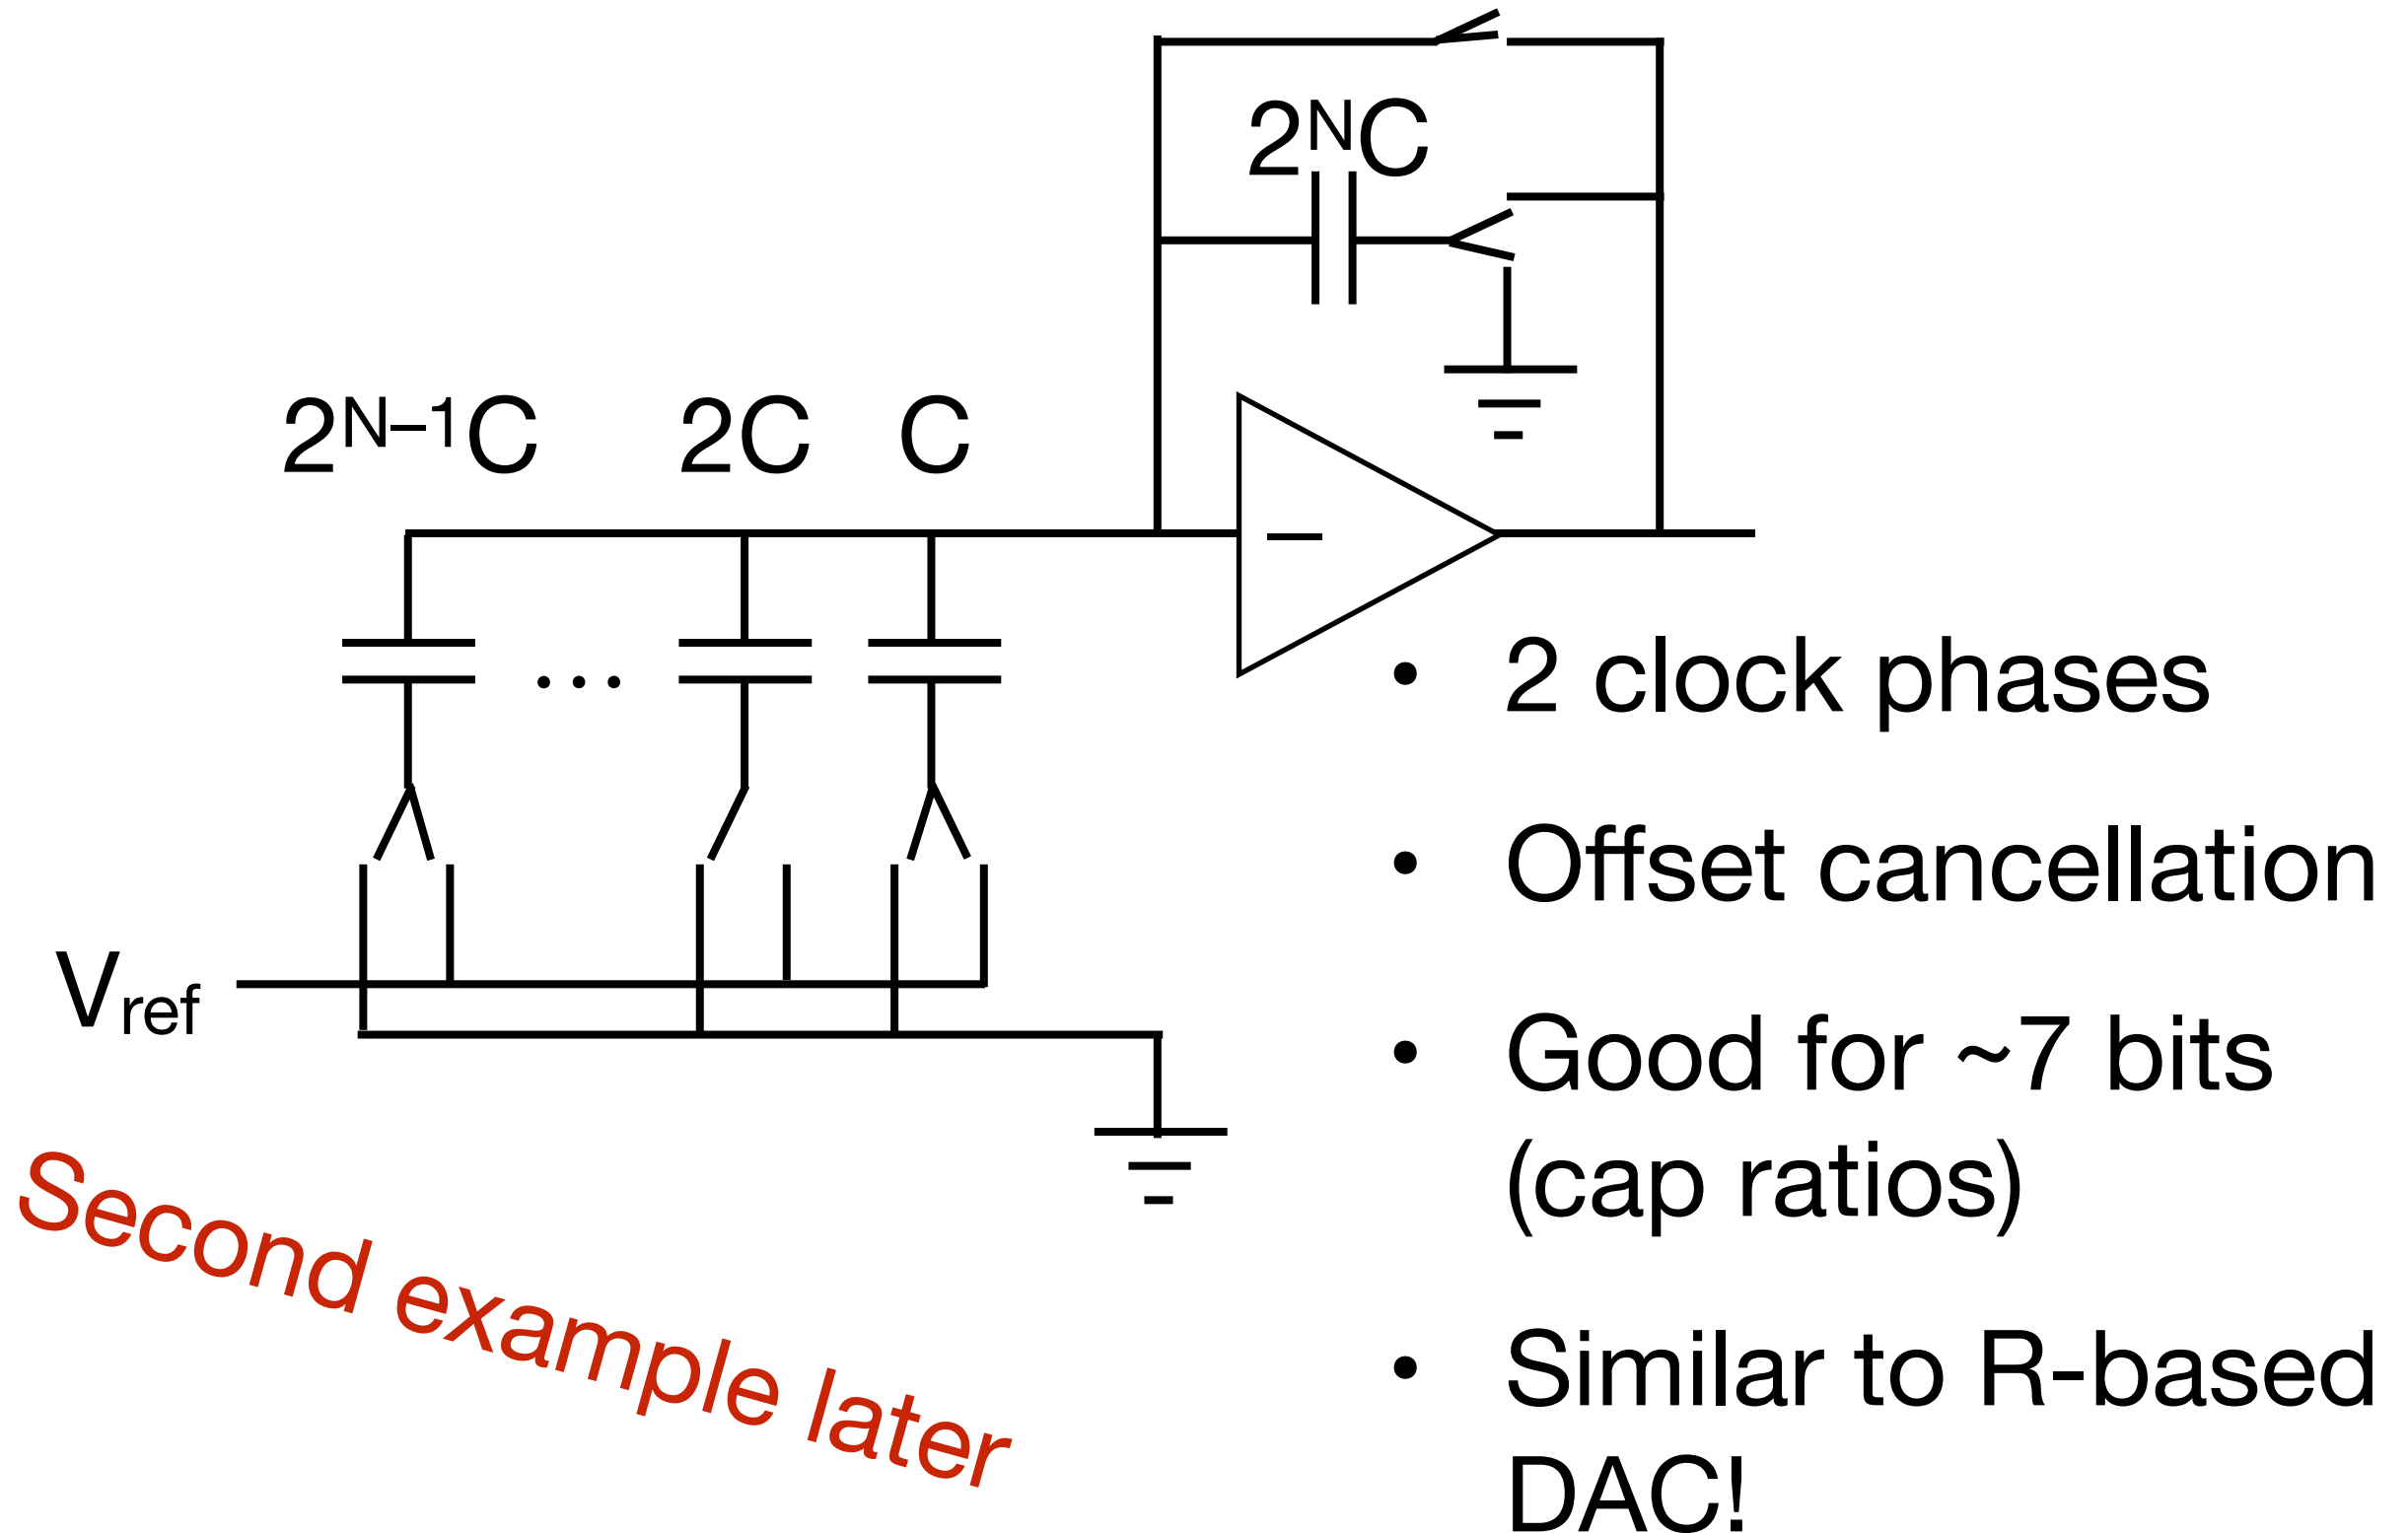 2ᴺC
2ᴺ⁻¹C 2C C
–
...
V_ref
• 2 clock phases
• Offset cancellation
• Good for ~7 bits
(cap ratios)
• Similar to R-based
DAC!
Second example later